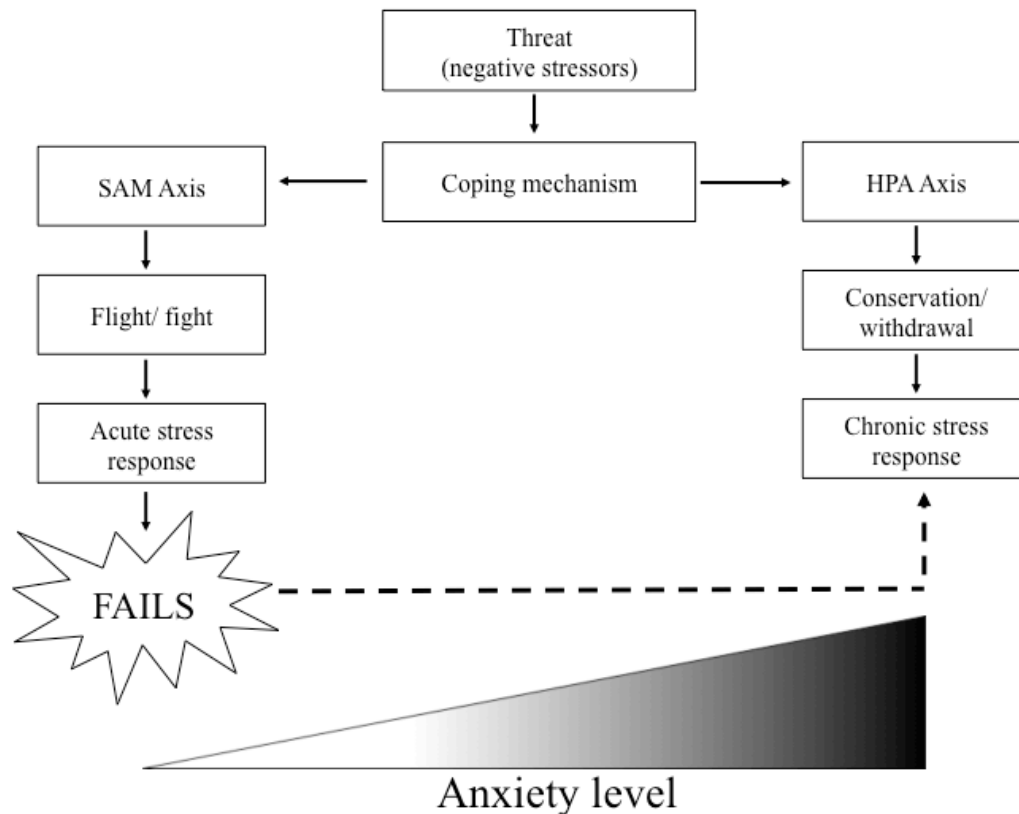 Threat
(negative stressors)
SAM Axis
Coping mechanism
HPA Axis
Flight/ fight
Conservation/
withdrawal
Acute stress
response
Chronic stress
response
FAILS
Anxiety level